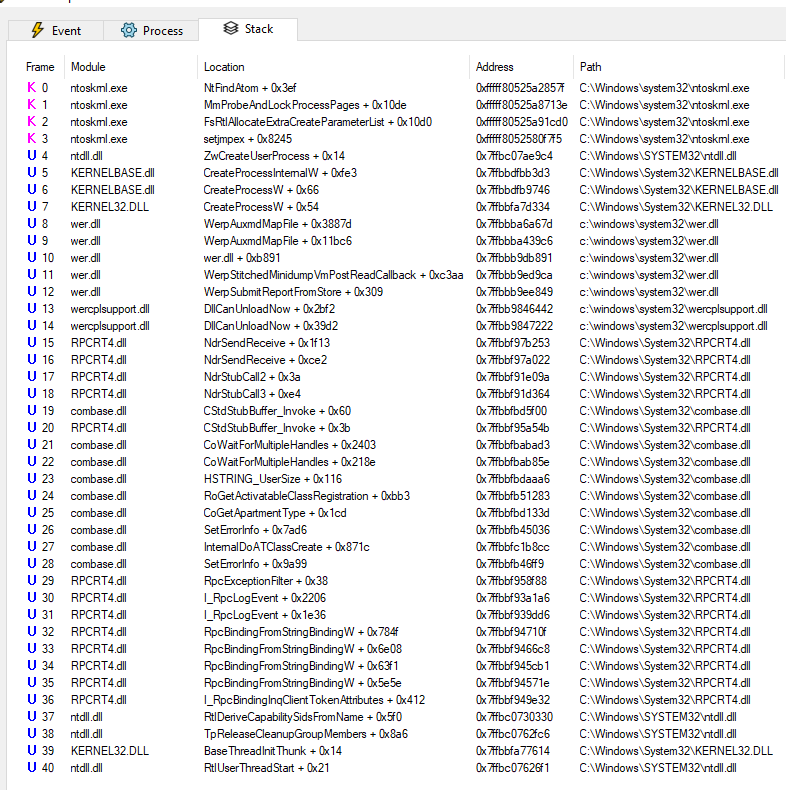 Event Process Stack
Frame Module Location Address Path
K 0 ntoskrnl.exe NtFindAtom + 0x3ef 0xfffff80525a2857f C:\Windows\system32\ntoskrnl.exe
K 1 ntoskrnl.exe MmProbeAndLockProcessPages + 0x10de 0xfffff80525a8713e C:\Windows\system32\ntoskrnl.exe
K 2 ntoskrnl.exe FsRtlAllocateExtraCreateParameterList + 0x10d0 0xfffff80525a91cd0 C:\Windows\system32\ntoskrnl.exe
K 3 ntoskrnl.exe setjmpex + 0x8245 0xfffff8052580f7f5 C:\Windows\system32\ntoskrnl.exe
U 4 ntdll.dll ZwCreateUserProcess + 0x14 0x7ffbc07ae9c4 C:\Windows\SYSTEM32\ntdll.dll
U 5 KERNELBASE.dll CreateProcessInternalW + 0xfe3 0x7ffbbdfbb3d3 C:\Windows\System32\KERNELBASE.dll
U 6 KERNELBASE.dll CreateProcessW + 0x66 0x7ffbbdfb9746 C:\Windows\System32\KERNELBASE.dll
U 7 KERNEL32.DLL CreateProcessW + 0x54 0x7ffbbfa7d334 C:\Windows\System32\KERNEL32.DLL
U 8 wer.dll WerpAuxmdMapFile + 0x3887d 0x7ffbbba6a67d c:\windows\system32\wer.dll
U 9 wer.dll WerpAuxmdMapFile + 0x11bc6 0x7ffbbba439c6 c:\windows\system32\wer.dll
U 10 wer.dll wer.dll + 0xb891 0x7ffbbb9db891 c:\windows\system32\wer.dll
U 11 wer.dll WerpStitchedMinidumpVmPostReadCallback + 0xc3aa 0x7ffbbb9ed9ca c:\windows\system32\wer.dll
U 12 wer.dll WerpSubmitReportFromStore + 0x309 0x7ffbbb9ee849 c:\windows\system32\wer.dll
U 13 wercplsupport.dll DllCanUnloadNow + 0x2bf2 0x7ffbb9846442 c:\windows\system32\wercplsupport.dll
U 14 wercplsupport.dll DllCanUnloadNow + 0x39d2 0x7ffbb9847222 c:\windows\system32\wercplsupport.dll
U 15 RPCRT4.dll NdrSendReceive + 0x1f13 0x7ffbbf97b253 C:\Windows\System32\RPCRT4.dll
U 16 RPCRT4.dll NdrSendReceive + 0xce2 0x7ffbbf97a022 C:\Windows\System32\RPCRT4.dll
U 17 RPCRT4.dll NdrStubCall2 + 0x3a 0x7ffbbf91e09a C:\Windows\System32\RPCRT4.dll
U 18 RPCRT4.dll NdrStubCall3 + 0xe4 0x7ffbbf91d364 C:\Windows\System32\RPCRT4.dll
U 19 combase.dll CStdStubBuffer_Invoke + 0x60 0x7ffbbfbd5f00 C:\Windows\System32\combase.dll
U 20 RPCRT4.dll CStdStubBuffer_Invoke + 0x3b 0x7ffbbf95a54b C:\Windows\System32\RPCRT4.dll
U 21 combase.dll CoWaitForMultipleHandles + 0x2403 0x7ffbbfbabad3 C:\Windows\System32\combase.dll
U 22 combase.dll CoWaitForMultipleHandles + 0x218e 0x7ffbbfbab85e C:\Windows\System32\combase.dll
U 23 combase.dll HSTRING_UserSize + 0x116 0x7ffbbfbdaaa6 C:\Windows\System32\combase.dll
U 24 combase.dll RoGetActivatableClassRegistration + 0xbb3 0x7ffbbfb51283 C:\Windows\System32\combase.dll
U 25 combase.dll CoGetApartmentType + 0x1cd 0x7ffbbfbd133d C:\Windows\System32\combase.dll
U 26 combase.dll SetErrorInfo + 0x7ad6 0x7ffbbfb45036 C:\Windows\System32\combase.dll
U 27 combase.dll InternalDoATClassCreate + 0x871c 0x7ffbbfc1b8cc C:\Windows\System32\combase.dll
U 28 combase.dll SetErrorInfo + 0x9a99 0x7ffbbfb46ff9 C:\Windows\System32\combase.dll
U 29 RPCRT4.dll RpcExceptionFilter + 0x38 0x7ffbbf958f88 C:\Windows\System32\RPCRT4.dll
U 30 RPCRT4.dll I_RpcLogEvent + 0x2206 0x7ffbbf93a1a6 C:\Windows\System32\RPCRT4.dll
U 31 RPCRT4.dll I_RpcLogEvent + 0x1e36 0x7ffbbf939dd6 C:\Windows\System32\RPCRT4.dll
U 32 RPCRT4.dll RpcBindingFromStringBindingW + 0x784f 0x7ffbbf94710f C:\Windows\System32\RPCRT4.dll
U 33 RPCRT4.dll RpcBindingFromStringBindingW + 0x6e08 0x7ffbbf9466c8 C:\Windows\System32\RPCRT4.dll
U 34 RPCRT4.dll RpcBindingFromStringBindingW + 0x63f1 0x7ffbbf945cb1 C:\Windows\System32\RPCRT4.dll
U 35 RPCRT4.dll RpcBindingFromStringBindingW + 0x5e5e 0x7ffbbf94571e C:\Windows\System32\RPCRT4.dll
U 36 RPCRT4.dll I_RpcBindingInqClientTokenAttributes + 0x412 0x7ffbbf949e32 C:\Windows\System32\RPCRT4.dll
U 37 ntdll.dll RtlDeriveCapabilitySidsFromName + 0x5f0 0x7ffbc0730330 C:\Windows\SYSTEM32\ntdll.dll
U 38 ntdll.dll TpReleaseCleanupGroupMembers + 0x8a6 0x7ffbc0762fc6 C:\Windows\SYSTEM32\ntdll.dll
U 39 KERNEL32.DLL BaseThreadInitThunk + 0x14 0x7ffbbfa77614 C:\Windows\System32\KERNEL32.DLL
U 40 ntdll.dll RtlUserThreadStart + 0x21 0x7ffbc07626f1 C:\Windows\SYSTEM32\ntdll.dll